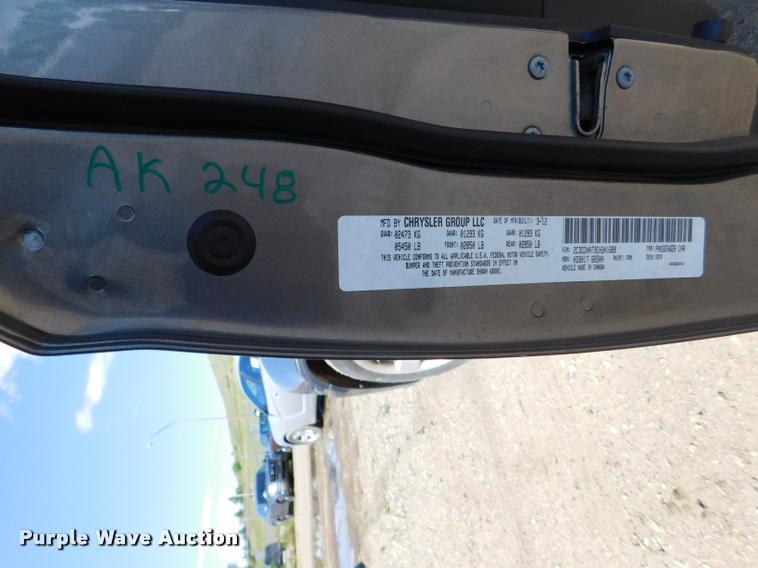 AK 248
MFD BY CHRYSLER GROUP LLC DATE OF MFR(BUILT): 3-12
GVWR: 02473 KG GAWR: 01293 KG GAWR: 01293 KG
05450 LB FRONT: 02850 LB REAR: 02850 LB
THIS VEHICLE CONFORMS TO ALL APPLICABLE U.S.A. FEDERAL MOTOR VEHICLE SAFETY,
BUMPER AND THEFT PREVENTION STANDARDS IN EFFECT ON
THE DATE OF MANUFACTURE SHOWN ABOVE.
VIN: TYPE: PASSENGER CAR
MDH: PAINT:
VEHICLE MADE IN CANADA
Purple Wave Auction